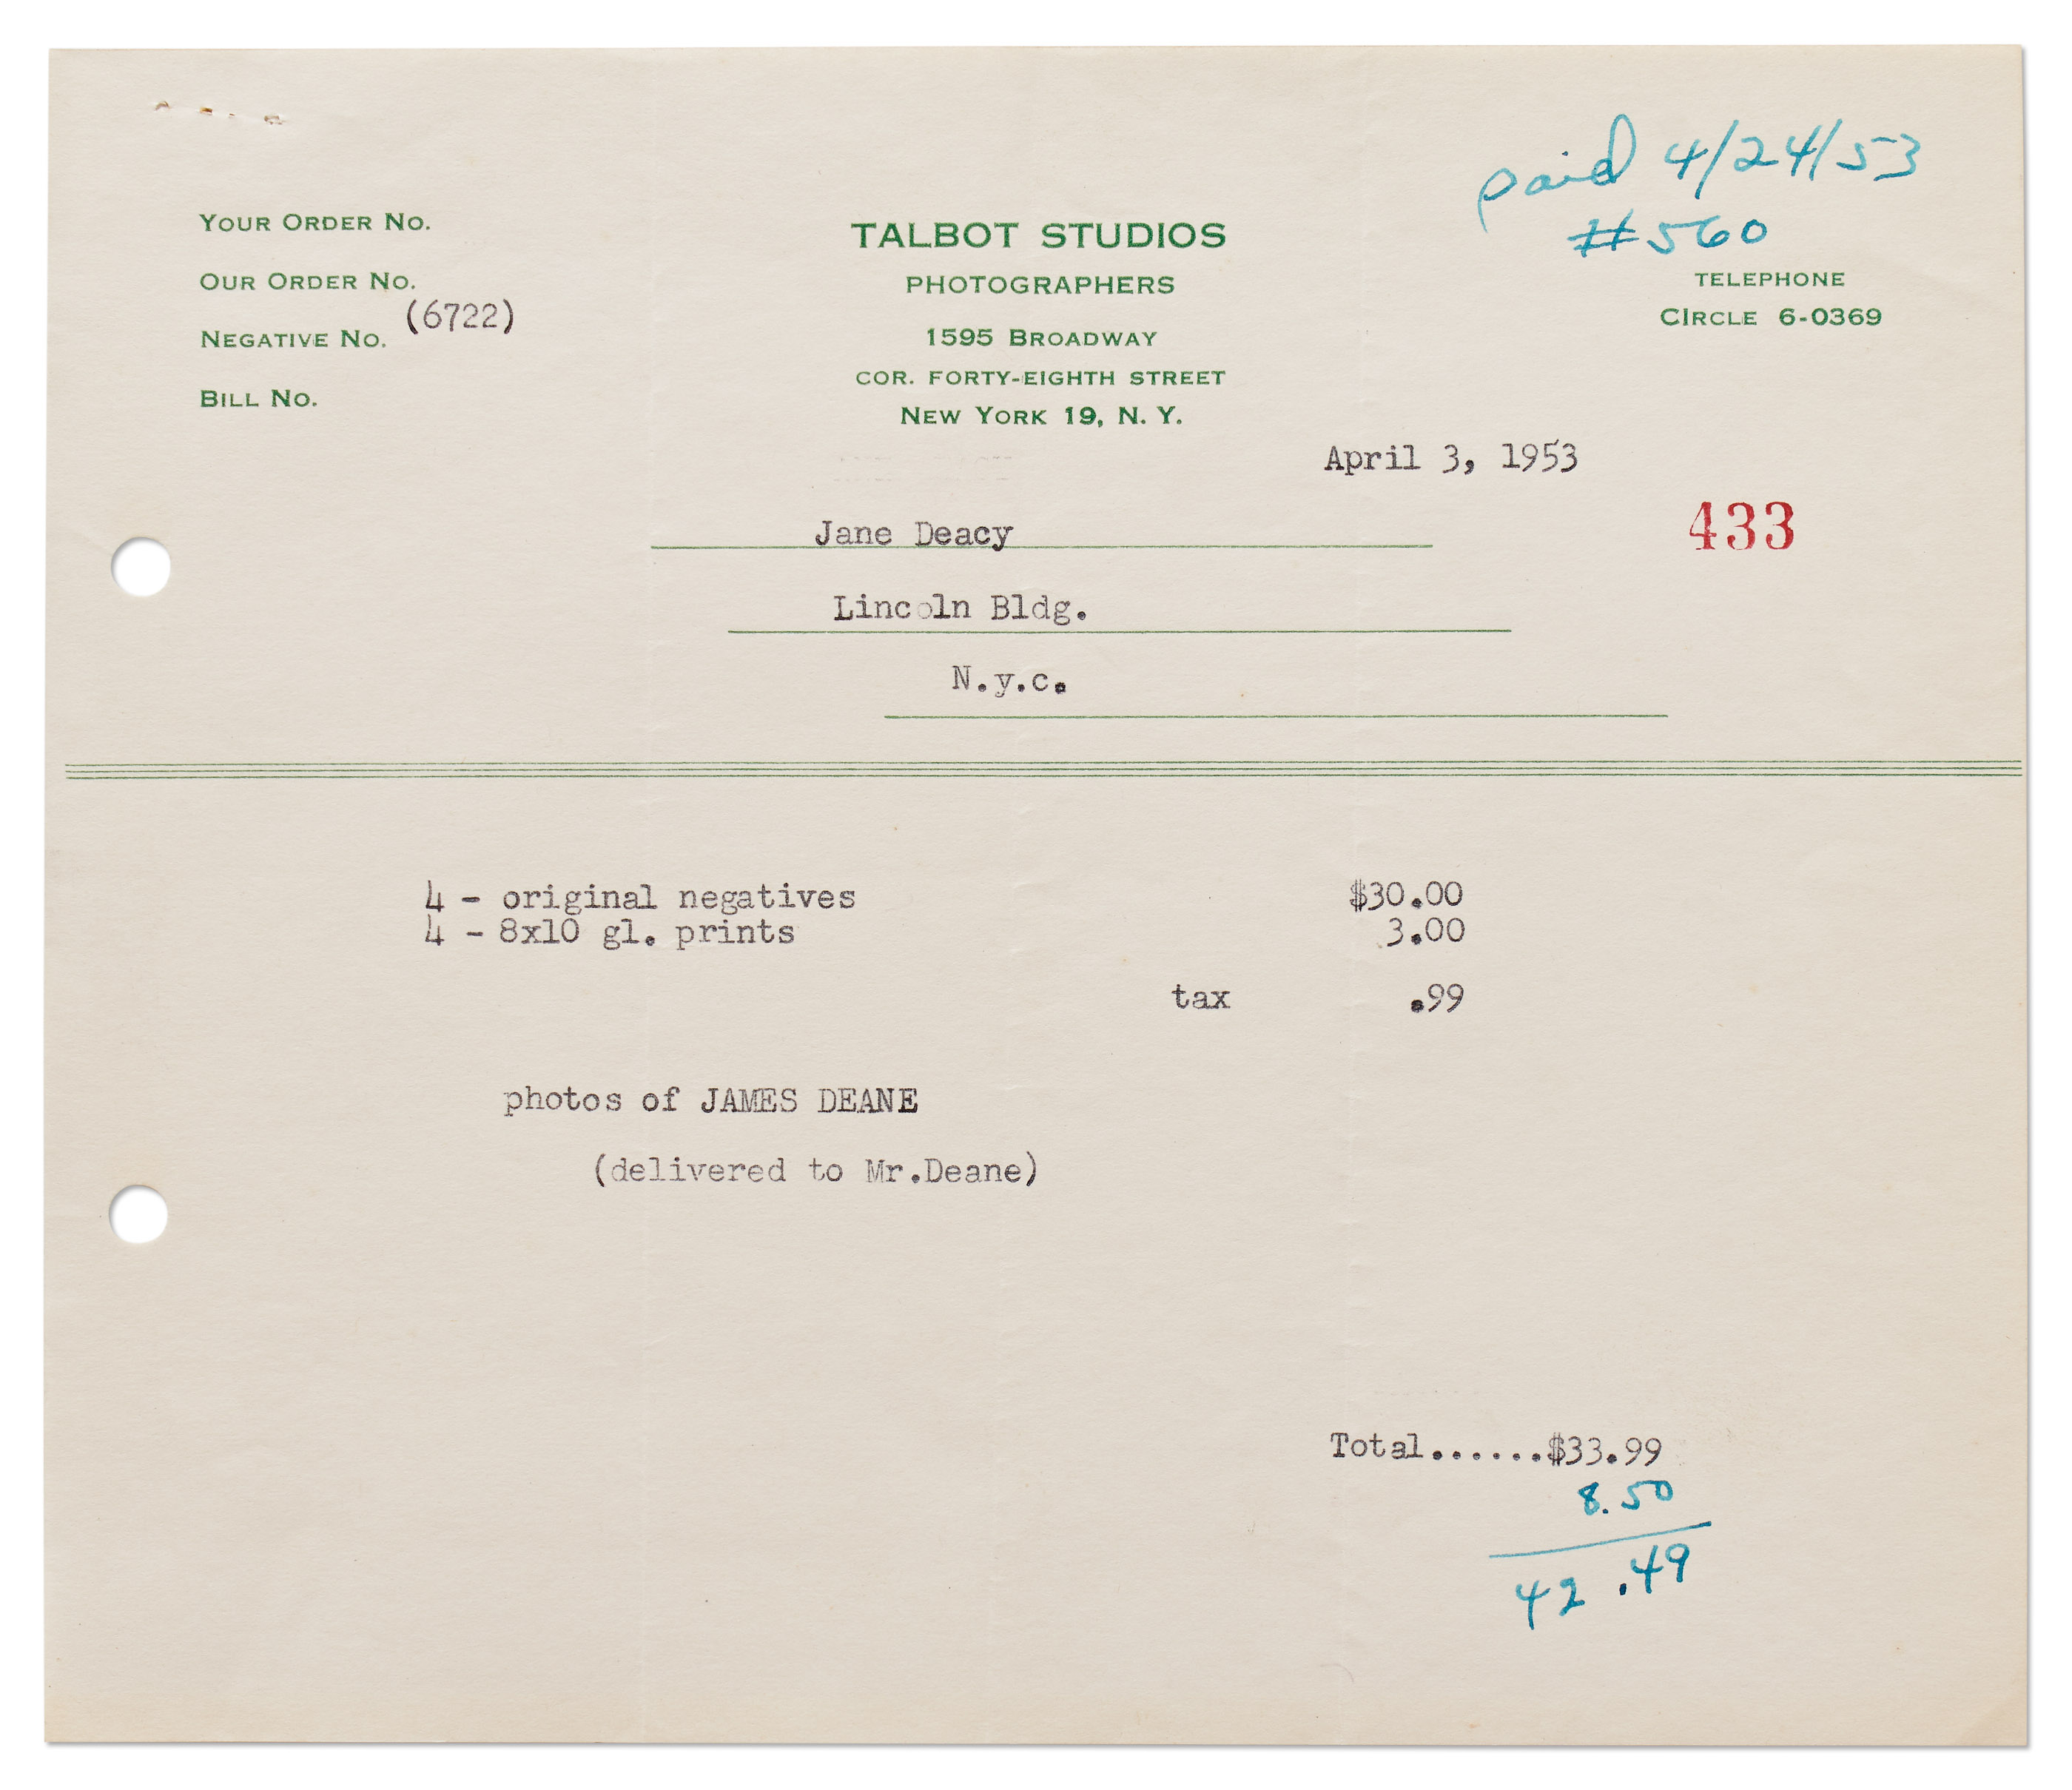 paid 4/24/53
#560
YOUR ORDER NO.
OUR ORDER NO.
NEGATIVE NO. (6722)
BILL NO.
TALBOT STUDIOS
PHOTOGRAPHERS
1595 BROADWAY
COR. FORTY-EIGHTH STREET
NEW YORK 19, N. Y.
TELEPHONE
CIRCLE 6-0369
April 3, 1953
433
Jane Deacy
Lincoln Bldg.
N.y.c.
4 - original negatives $30.00
4 - 8x10 gl. prints 3.00
tax .99
photos of JAMES DEANE
(delivered to Mr.Deane)
Total......$33.99
8.50
42.49